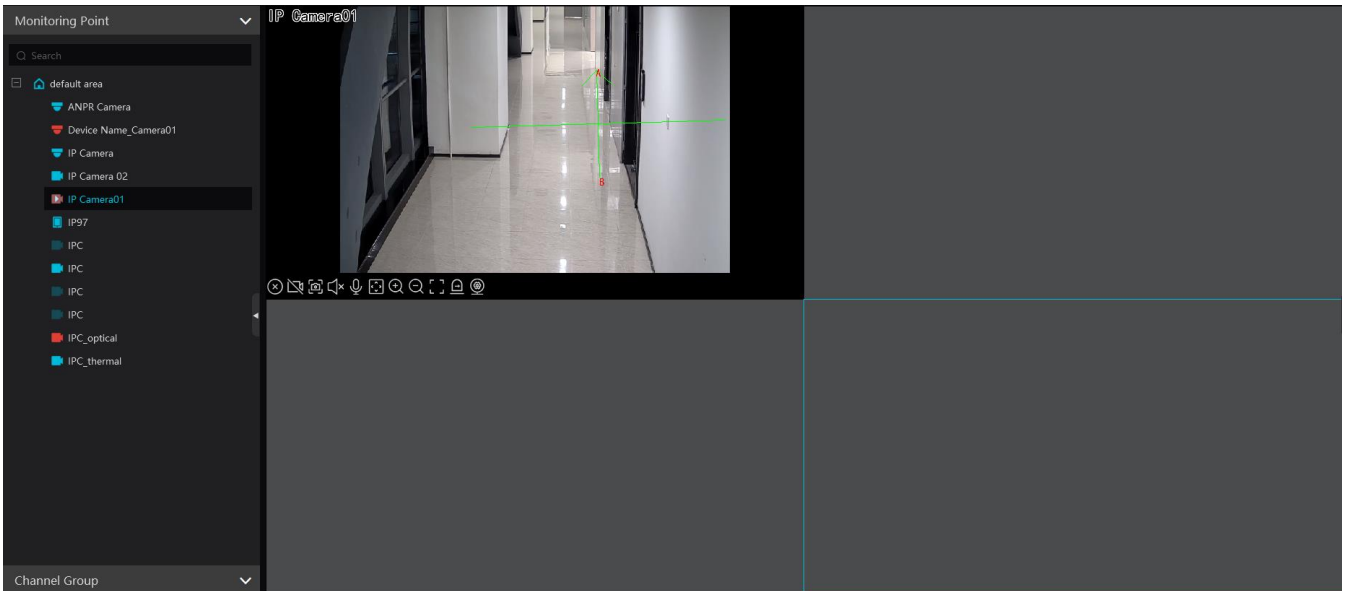 Monitoring Point
Search
default area
ANPR Camera
Device Name_Camera01
IP Camera
IP Camera 02
IP Camera01
IP97
IPC
IPC
IPC
IPC
IPC_optical
IPC_thermal
Channel Group
IP Camera01
A
B